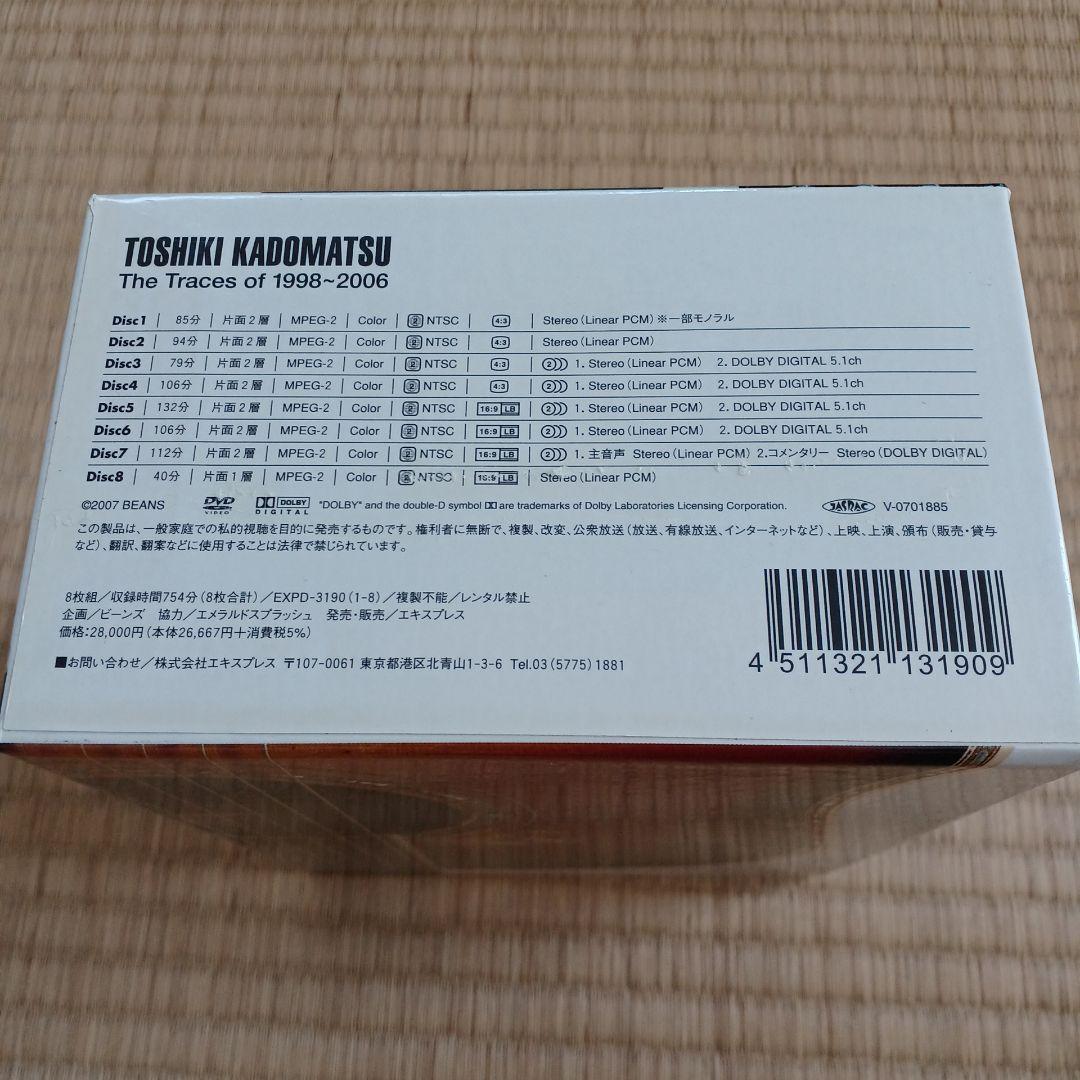 TOSHIKI KADOMATSU
The Traces of 1998~2006
Disc1 | 85分 | 片面2層 | MPEG-2 | Color | 2 NTSC | 4:3 | Stereo (Linear PCM) ※一部モノラル
Disc2 | 94分 | 片面2層 | MPEG-2 | Color | 2 NTSC | 4:3 | Stereo (Linear PCM)
Disc3 | 79分 | 片面2層 | MPEG-2 | Color | 2 NTSC | 4:3 | 2 1. Stereo (Linear PCM) 2. DOLBY DIGITAL 5.1ch
Disc4 | 106分 | 片面2層 | MPEG-2 | Color | 2 NTSC | 4:3 | 2 1. Stereo (Linear PCM) 2. DOLBY DIGITAL 5.1ch
Disc5 | 132分 | 片面2層 | MPEG-2 | Color | 2 NTSC | 16:9 LB | 2 1. Stereo (Linear PCM) 2. DOLBY DIGITAL 5.1ch
Disc6 | 106分 | 片面2層 | MPEG-2 | Color | 2 NTSC | 16:9 LB | 2 1. Stereo (Linear PCM) 2. DOLBY DIGITAL 5.1ch
Disc7 | 112分 | 片面2層 | MPEG-2 | Color | 2 NTSC | 16:9 LB | 2 1. 主音声 Stereo (Linear PCM) 2.コメンタリー Stereo (DOLBY DIGITAL)
Disc8 | 40分 | 片面1層 | MPEG-2 | Color | 2 NTSC | 16:9 LB | Stereo (Linear PCM)
©2007 BEANS DVD VIDEO DOLBY DIGITAL "DOLBY" and the double-D symbol are trademarks of Dolby Laboratories Licensing Corporation. JASRAC V-0701885
この製品は、一般家庭での私的視聴を目的に発売するものです。権利者に無断で、複製、改変、公衆放送(放送、有線放送、インターネットなど)、上映、上演、頒布(販売・貸与
など)、翻訳、翻案などに使用することは法律で禁じられています。
8枚組/収録時間754分(8枚合計)/EXPD-3190(1-8)/複製不能/レンタル禁止
企画/ビーンズ 協力/エメラルドスプラッシュ 発売・販売/エキスプレス
価格:28,000円(本体26,667円+消費税5%)
■お問い合わせ/株式会社エキスプレス 〒107-0061 東京都港区北青山1-3-6 Tel.03(5775)1881
4 511321 131909